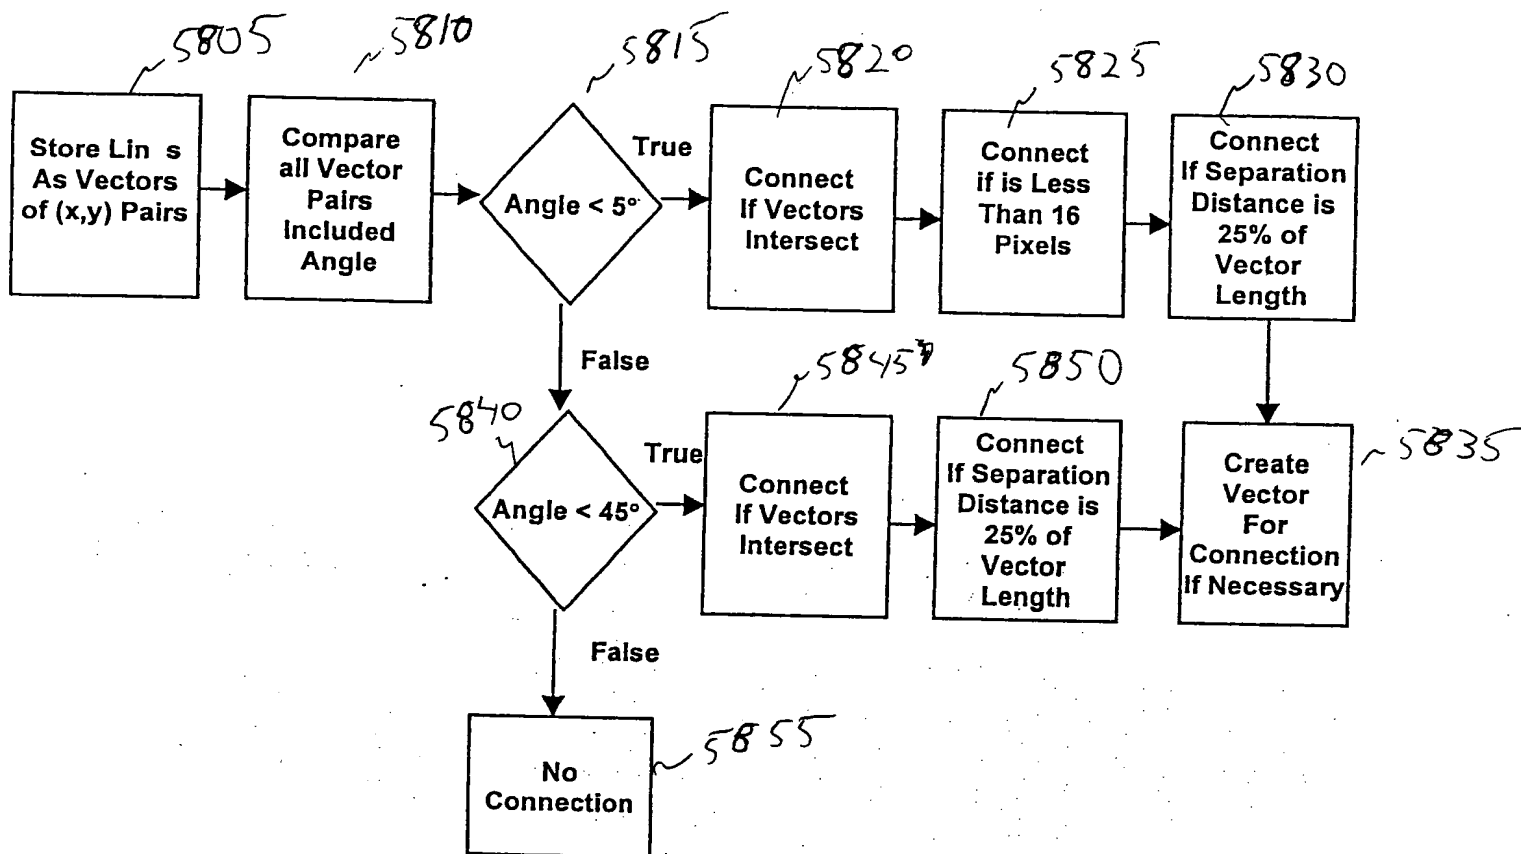 5805
5810
5815
5820
5825
5830
Store Lin s
As Vectors
of (x,y) Pairs
Compare
all Vector
Pairs
Included
Angle
Angle < 5°
True
Connect
If Vectors
Intersect
Connect
if is Less
Than 16
Pixels
Connect
If Separation
Distance is
25% of
Vector
Length
False
5840
5845
5850
5835
Angle < 45°
True
Connect
If Vectors
Intersect
Connect
If Separation
Distance is
25% of
Vector
Length
Create
Vector
For
Connection
If Necessary
False
5855
No
Connection